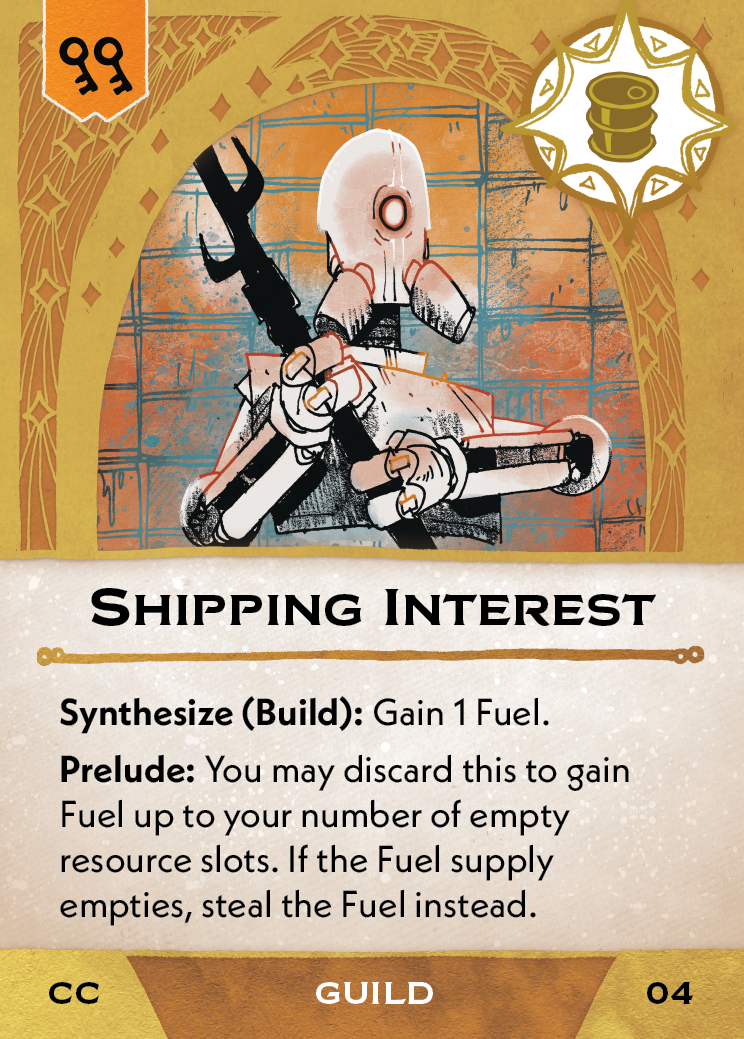 Shipping Interest
Synthesize (Build): Gain 1 Fuel.
Prelude: You may discard this to gain
Fuel up to your number of empty
resource slots. If the Fuel supply
empties, steal the Fuel instead.
CC GUILD 04